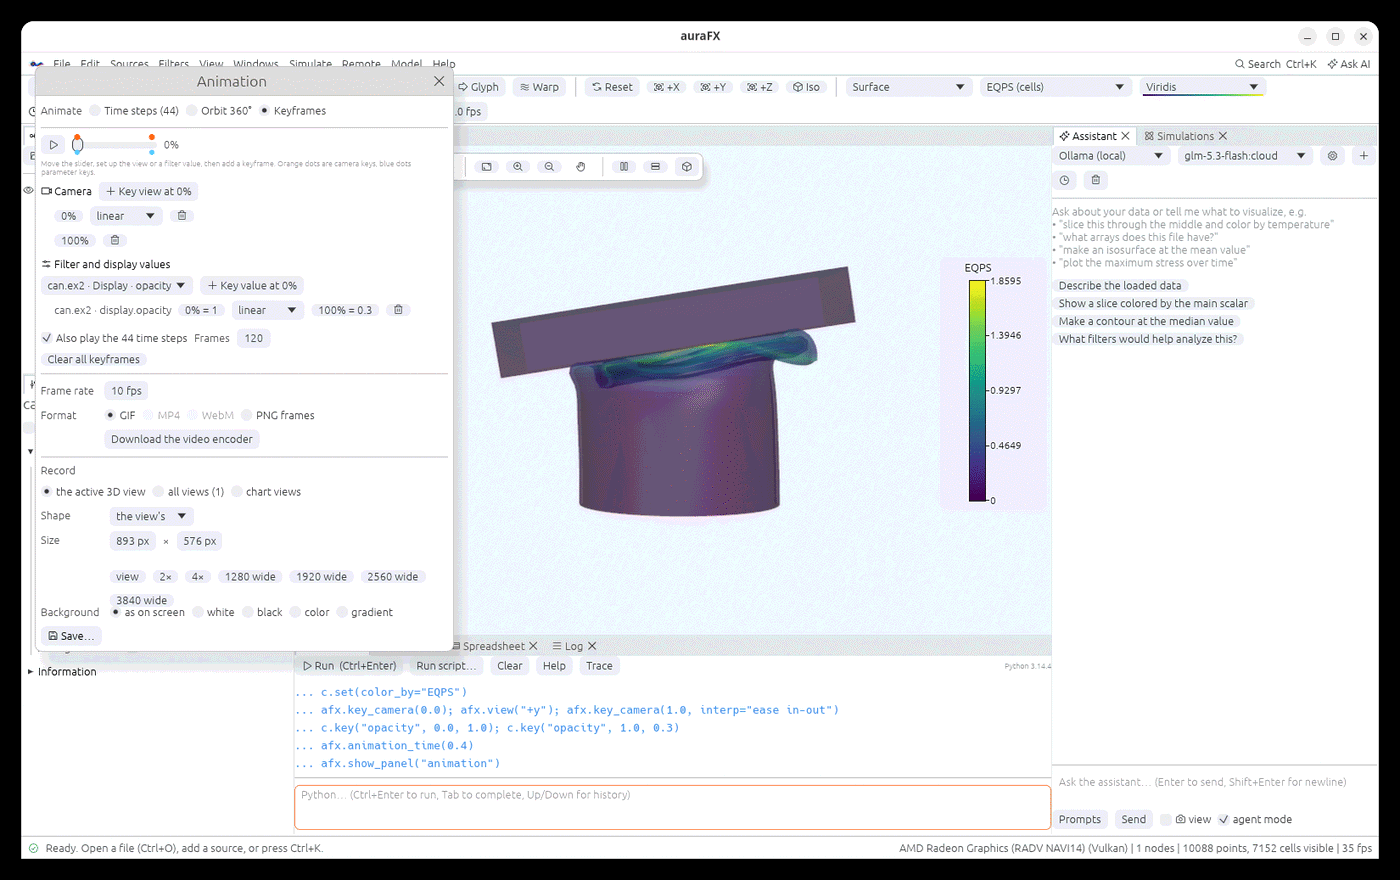 auraFX
File Edit Sources Filters View Windows Simulate Remote Model Help
Search Ctrl+K Ask AI
Animation
Glyph Warp Reset +X +Y +Z Iso Surface EQPS (cells) Viridis
Animate Time steps (44) Orbit 360° Keyframes
.0 fps
0%
Move the slider, set up the view or a filter value, then add a keyframe. Orange dots are camera keys, blue dots
parameter keys.
Camera + Key view at 0%
0% linear
100%
Filter and display values
can.ex2 · Display · opacity + Key value at 0%
can.ex2 · display.opacity 0% = 1 linear 100% = 0.3
Also play the 44 time steps Frames 120
Clear all keyframes
Frame rate 10 fps
Format GIF MP4 WebM PNG frames
Download the video encoder
Record
the active 3D view all views (1) chart views
Shape the view's
Size 893 px × 576 px
view 2× 4× 1280 wide 1920 wide 2560 wide
3840 wide
Background as on screen white black color gradient
Save...
Information
EQPS
1.8595
1.3946
0.9297
0.4649
0
Spreadsheet Log
Run (Ctrl+Enter) Run script... Clear Help Trace
Python 3.14.4
... c.set(color_by="EQPS")
... afx.key_camera(0.0); afx.view("+y"); afx.key_camera(1.0, interp="ease in-out")
... c.key("opacity", 0.0, 1.0); c.key("opacity", 1.0, 0.3)
... afx.animation_time(0.4)
... afx.show_panel("animation")
Python... (Ctrl+Enter to run, Tab to complete, Up/Down for history)
Assistant Simulations
Ollama (local) glm-5.3-flash:cloud
Ask about your data or tell me what to visualize, e.g.
• "slice this through the middle and color by temperature"
• "what arrays does this file have?"
• "make an isosurface at the mean value"
• "plot the maximum stress over time"
Describe the loaded data
Show a slice colored by the main scalar
Make a contour at the median value
What filters would help analyze this?
Ask the assistant... (Enter to send, Shift+Enter for newline)
Prompts Send view agent mode
Ready. Open a file (Ctrl+O), add a source, or press Ctrl+K.
AMD Radeon Graphics (RADV NAVI14) (Vulkan) | 1 nodes | 10088 points, 7152 cells visible | 35 fps